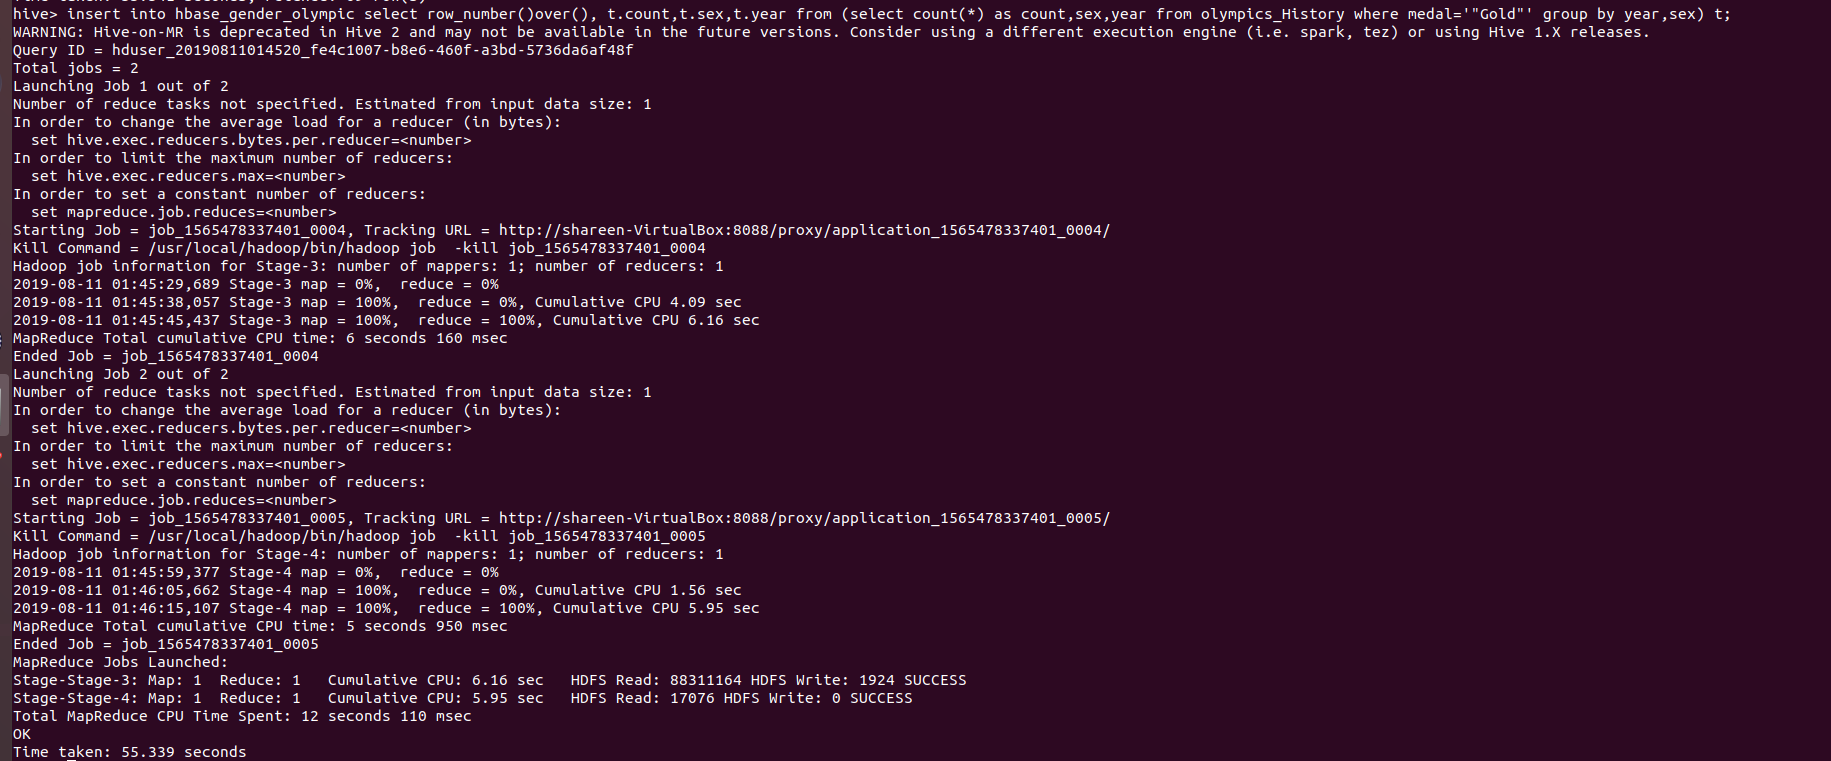 hive> insert into hbase_gender_olympic select row_number()over(), t.count,t.sex,t.year from (select count(*) as count,sex,year from olympics_History where medal='"Gold"' group by year,sex) t;
WARNING: Hive-on-MR is deprecated in Hive 2 and may not be available in the future versions. Consider using a different execution engine (i.e. spark, tez) or using Hive 1.X releases.
Query ID = hduser_20190811014520_fe4c1007-b8e6-460f-a3bd-5736da6af48f
Total jobs = 2
Launching Job 1 out of 2
Number of reduce tasks not specified. Estimated from input data size: 1
In order to change the average load for a reducer (in bytes):
  set hive.exec.reducers.bytes.per.reducer=<number>
In order to limit the maximum number of reducers:
  set hive.exec.reducers.max=<number>
In order to set a constant number of reducers:
  set mapreduce.job.reduces=<number>
Starting Job = job_1565478337401_0004, Tracking URL = http://shareen-VirtualBox:8088/proxy/application_1565478337401_0004/
Kill Command = /usr/local/hadoop/bin/hadoop job  -kill job_1565478337401_0004
Hadoop job information for Stage-3: number of mappers: 1; number of reducers: 1
2019-08-11 01:45:29,689 Stage-3 map = 0%,  reduce = 0%
2019-08-11 01:45:38,057 Stage-3 map = 100%,  reduce = 0%, Cumulative CPU 4.09 sec
2019-08-11 01:45:45,437 Stage-3 map = 100%,  reduce = 100%, Cumulative CPU 6.16 sec
MapReduce Total cumulative CPU time: 6 seconds 160 msec
Ended Job = job_1565478337401_0004
Launching Job 2 out of 2
Number of reduce tasks not specified. Estimated from input data size: 1
In order to change the average load for a reducer (in bytes):
  set hive.exec.reducers.bytes.per.reducer=<number>
In order to limit the maximum number of reducers:
  set hive.exec.reducers.max=<number>
In order to set a constant number of reducers:
  set mapreduce.job.reduces=<number>
Starting Job = job_1565478337401_0005, Tracking URL = http://shareen-VirtualBox:8088/proxy/application_1565478337401_0005/
Kill Command = /usr/local/hadoop/bin/hadoop job  -kill job_1565478337401_0005
Hadoop job information for Stage-4: number of mappers: 1; number of reducers: 1
2019-08-11 01:45:59,377 Stage-4 map = 0%,  reduce = 0%
2019-08-11 01:46:05,662 Stage-4 map = 100%,  reduce = 0%, Cumulative CPU 1.56 sec
2019-08-11 01:46:15,107 Stage-4 map = 100%,  reduce = 100%, Cumulative CPU 5.95 sec
MapReduce Total cumulative CPU time: 5 seconds 950 msec
Ended Job = job_1565478337401_0005
MapReduce Jobs Launched:
Stage-Stage-3: Map: 1  Reduce: 1   Cumulative CPU: 6.16 sec   HDFS Read: 88311164 HDFS Write: 1924 SUCCESS
Stage-Stage-4: Map: 1  Reduce: 1   Cumulative CPU: 5.95 sec   HDFS Read: 17076 HDFS Write: 0 SUCCESS
Total MapReduce CPU Time Spent: 12 seconds 110 msec
OK
Time taken: 55.339 seconds